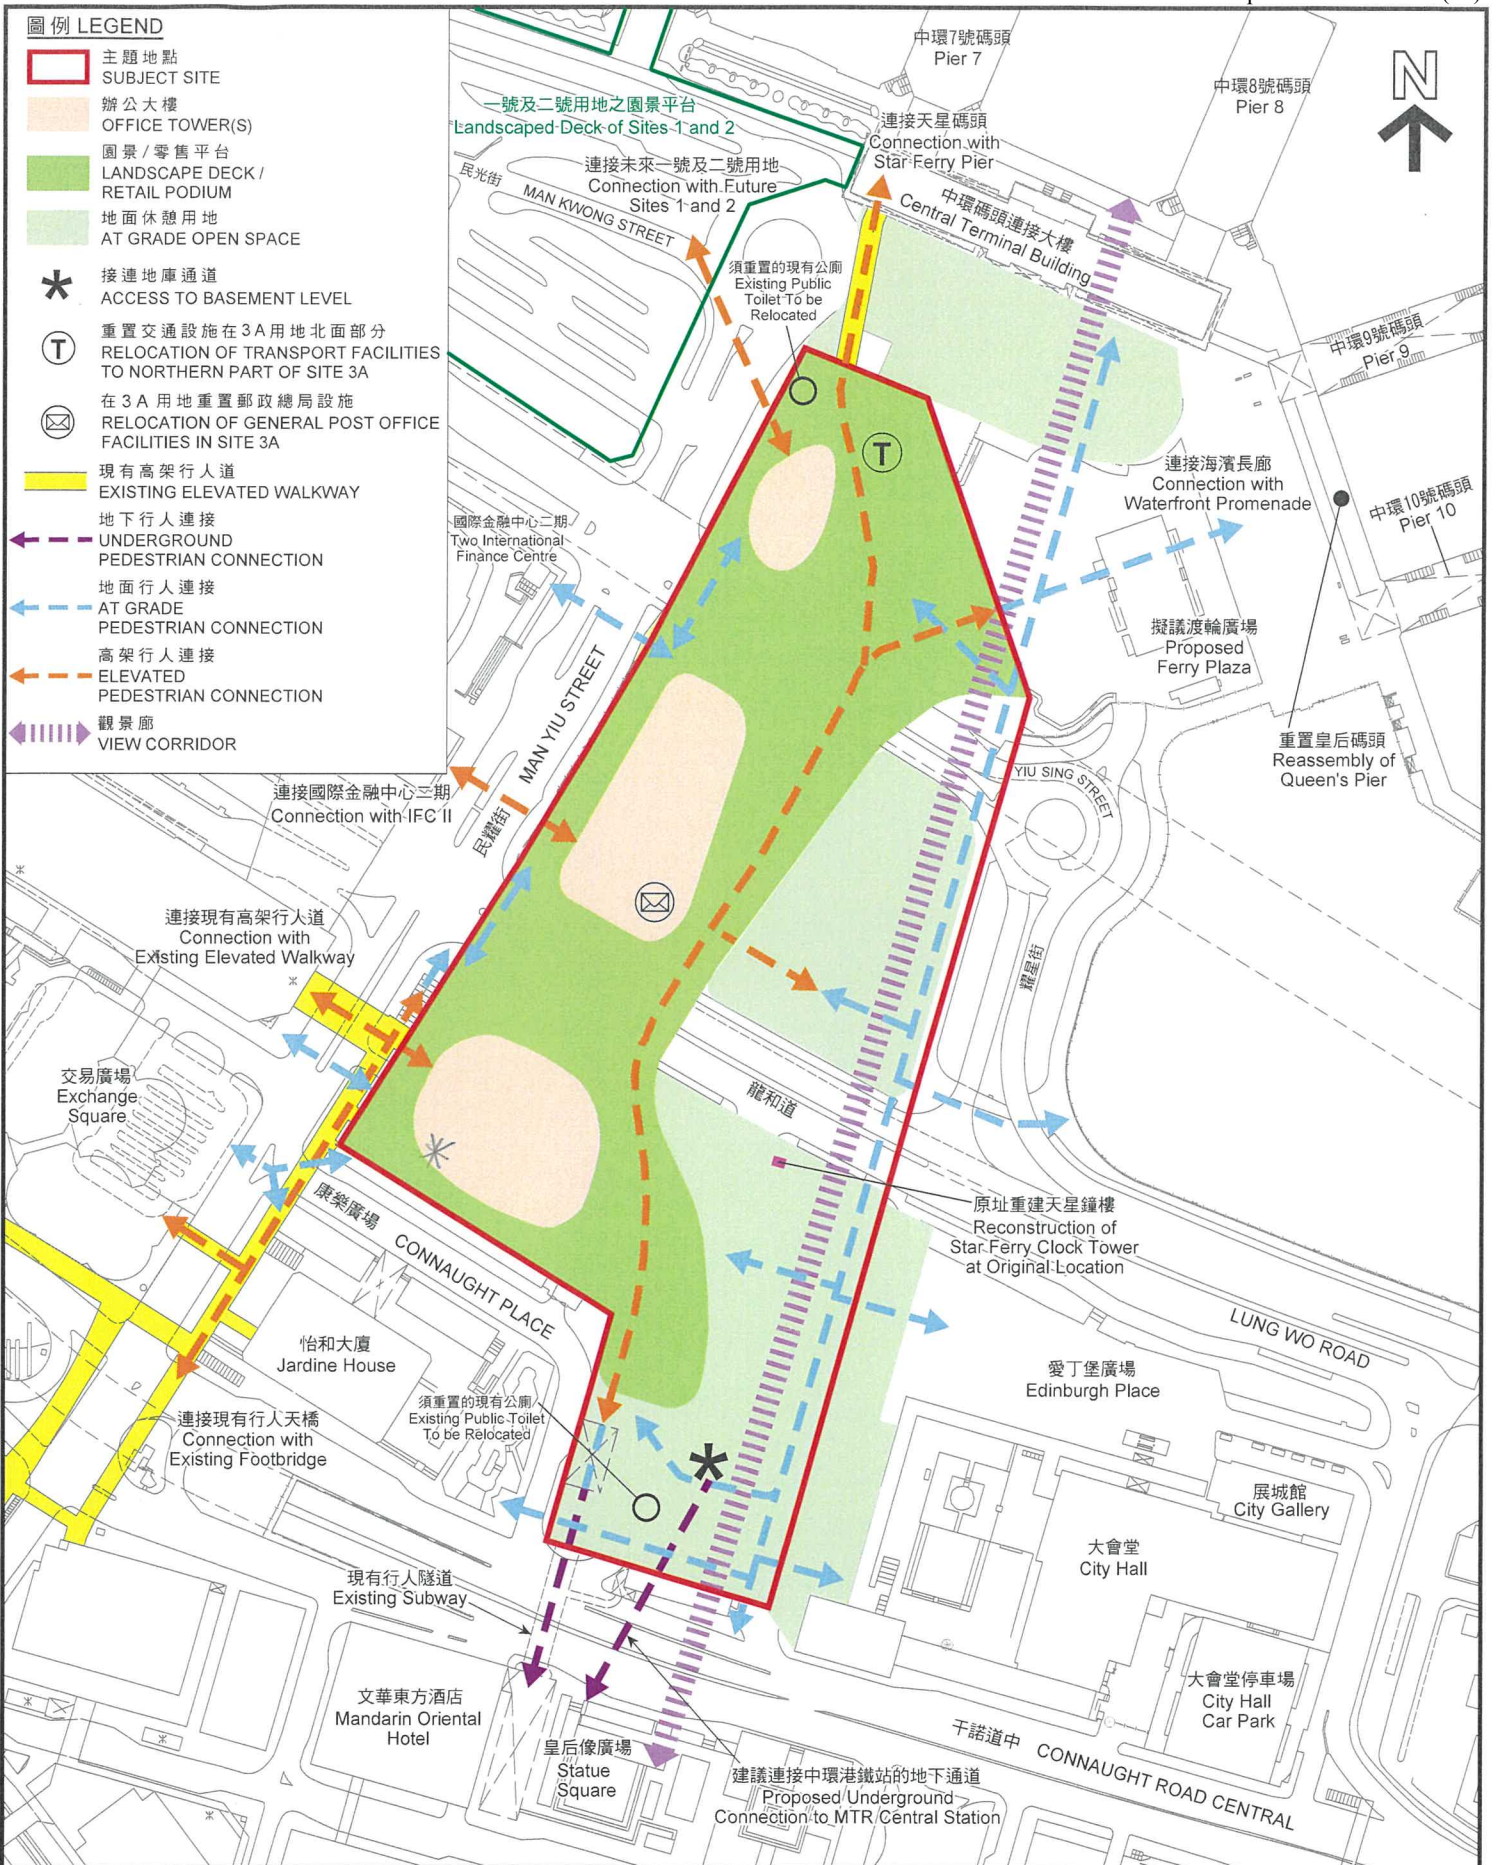 圖例 LEGEND
主題地點
SUBJECT SITE
辦公大樓
OFFICE TOWER(S)
園景/零售平台
LANDSCAPE DECK /
RETAIL PODIUM
地面休憩用地
AT GRADE OPEN SPACE
接連地庫通道
ACCESS TO BASEMENT LEVEL
T
重置交通設施在3A用地北面部分
RELOCATION OF TRANSPORT FACILITIES
TO NORTHERN PART OF SITE 3A
在3A用地重置郵政總局設施
RELOCATION OF GENERAL POST OFFICE
FACILITIES IN SITE 3A
現有高架行人道
EXISTING ELEVATED WALKWAY
地下行人連接
UNDERGROUND
PEDESTRIAN CONNECTION
地面行人連接
AT GRADE
PEDESTRIAN CONNECTION
高架行人連接
ELEVATED
PEDESTRIAN CONNECTION
觀景廊
VIEW CORRIDOR
N
中環7號碼頭
Pier 7
中環8號碼頭
Pier 8
一號及二號用地之園景平台
Landscaped Deck of Sites 1 and 2
連接天星碼頭
Connection with
Star Ferry Pier
連接未來一號及二號用地
Connection with Future
Sites 1 and 2
民光街
MAN KWONG STREET
中環碼頭連接大樓
Central Terminal Building
須重置的現有公廁
Existing Public
Toilet To be
Relocated
中環9號碼頭
Pier 9
T
連接海濱長廊
Connection with
Waterfront Promenade
中環10號碼頭
Pier 10
國際金融中心二期
Two International
Finance Centre
擬議渡輪廣場
Proposed
Ferry Plaza
重置皇后碼頭
Reassembly of
Queen's Pier
MAN YIU STREET
民耀街
YIU SING STREET
耀星街
連接國際金融中心二期
Connection with IFC II
連接現有高架行人道
Connection with
Existing Elevated Walkway
交易廣場
Exchange
Square
龍和道
LUNG WO ROAD
原址重建天星鐘樓
Reconstruction of
Star Ferry Clock Tower
at Original Location
康樂廣場
CONNAUGHT PLACE
怡和大廈
Jardine House
愛丁堡廣場
Edinburgh Place
須重置的現有公廁
Existing Public Toilet
To be Relocated
連接現有行人天橋
Connection with
Existing Footbridge
展城館
City Gallery
大會堂
City Hall
現有行人隧道
Existing Subway
大會堂停車場
City Hall
Car Park
文華東方酒店
Mandarin Oriental
Hotel
皇后像廣場
Statue
Square
干諾道中 CONNAUGHT ROAD CENTRAL
建議連接中環港鐵站的地下通道
Proposed Underground
Connection to MTR Central Station